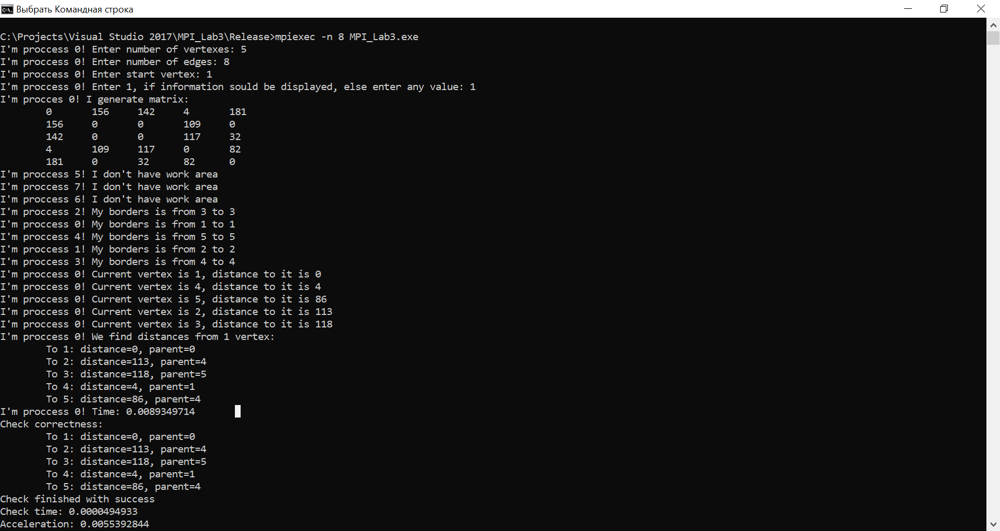 Выбрать Командная строка
C:\Projects\Visual Studio 2017\MPI_Lab3\Release>mpiexec -n 8 MPI_Lab3.exe
I'm proccess 0! Enter number of vertexes: 5
I'm proccess 0! Enter number of edges: 8
I'm proccess 0! Enter start vertex: 1
I'm proccess 0! Enter 1, if information sould be displayed, else enter any value: 1
I'm procces 0! I generate matrix:
0 156 142 4 181
156 0 0 109 0
142 0 0 117 32
4 109 117 0 82
181 0 32 82 0
I'm proccess 5! I don't have work area
I'm proccess 7! I don't have work area
I'm proccess 6! I don't have work area
I'm proccess 2! My borders is from 3 to 3
I'm proccess 0! My borders is from 1 to 1
I'm proccess 4! My borders is from 5 to 5
I'm proccess 1! My borders is from 2 to 2
I'm proccess 3! My borders is from 4 to 4
I'm proccess 0! Current vertex is 1, distance to it is 0
I'm proccess 0! Current vertex is 4, distance to it is 4
I'm proccess 0! Current vertex is 5, distance to it is 86
I'm proccess 0! Current vertex is 2, distance to it is 113
I'm proccess 0! Current vertex is 3, distance to it is 118
I'm proccess 0! We find distances from 1 vertex:
To 1: distance=0, parent=0
To 2: distance=113, parent=4
To 3: distance=118, parent=5
To 4: distance=4, parent=1
To 5: distance=86, parent=4
I'm proccess 0! Time: 0.0089349714
Check correctness:
To 1: distance=0, parent=0
To 2: distance=113, parent=4
To 3: distance=118, parent=5
To 4: distance=4, parent=1
To 5: distance=86, parent=4
Check finished with success
Check time: 0.0000494933
Acceleration: 0.0055392844